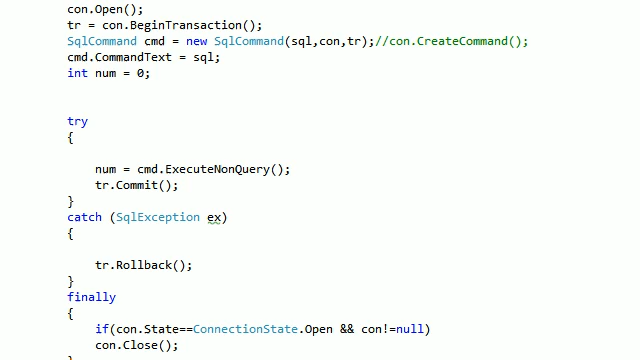 con.Open();
tr = con.BeginTransaction();
SqlCommand cmd = new SqlCommand(sql,con,tr);//con.CreateCommand();
cmd.CommandText = sql;
int num = 0;
try
{
num = cmd.ExecuteNonQuery();
tr.Commit();
}
catch (SqlException ex)
{
tr.Rollback();
}
finally
{
if(con.State==ConnectionState.Open && con!=null)
con.Close();
}